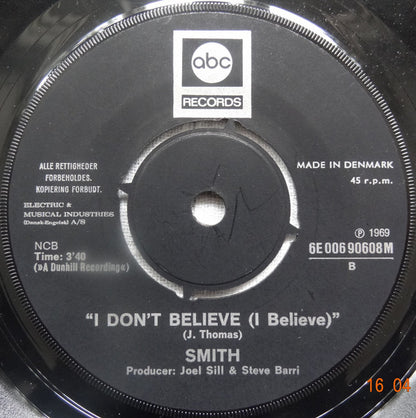 abc
RECORDS
ALLE RETTIGHEDER
FORBEHOLDES.
KOPIERING FORBUDT.
ELECTRIC &
MUSICAL INDUSTRIES
(Dansk-Engelsk) A/S
NCB
Time: 3'40
(»A Dunhill Recording«)
MADE IN DENMARK
45 r.p.m.
Ⓟ 1969
6E 006 90608 M
B
"I DON'T BELIEVE (I Believe)"
(J. Thomas)
SMITH
Producer: Joel Sill & Steve Barri
16 04